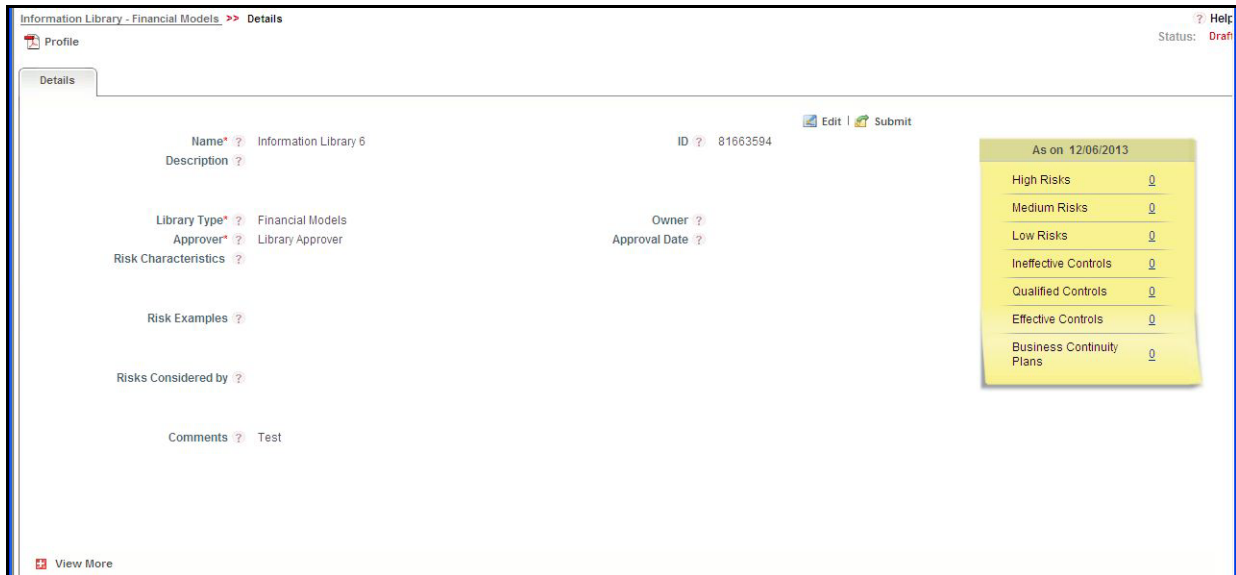 Information Library - Financial Models >> Details
? Help
Profile
Status: Draft
Details
Edit | Submit
Name* ? Information Library 6
ID ? 81663594
Description ?
Library Type* ? Financial Models
Owner ?
Approver* ? Library Approver
Approval Date ?
Risk Characteristics ?
Risk Examples ?
Risks Considered by ?
Comments ? Test
View More
As on 12/06/2013
High Risks 0
Medium Risks 0
Low Risks 0
Ineffective Controls 0
Qualified Controls 0
Effective Controls 0
Business Continuity
Plans 0